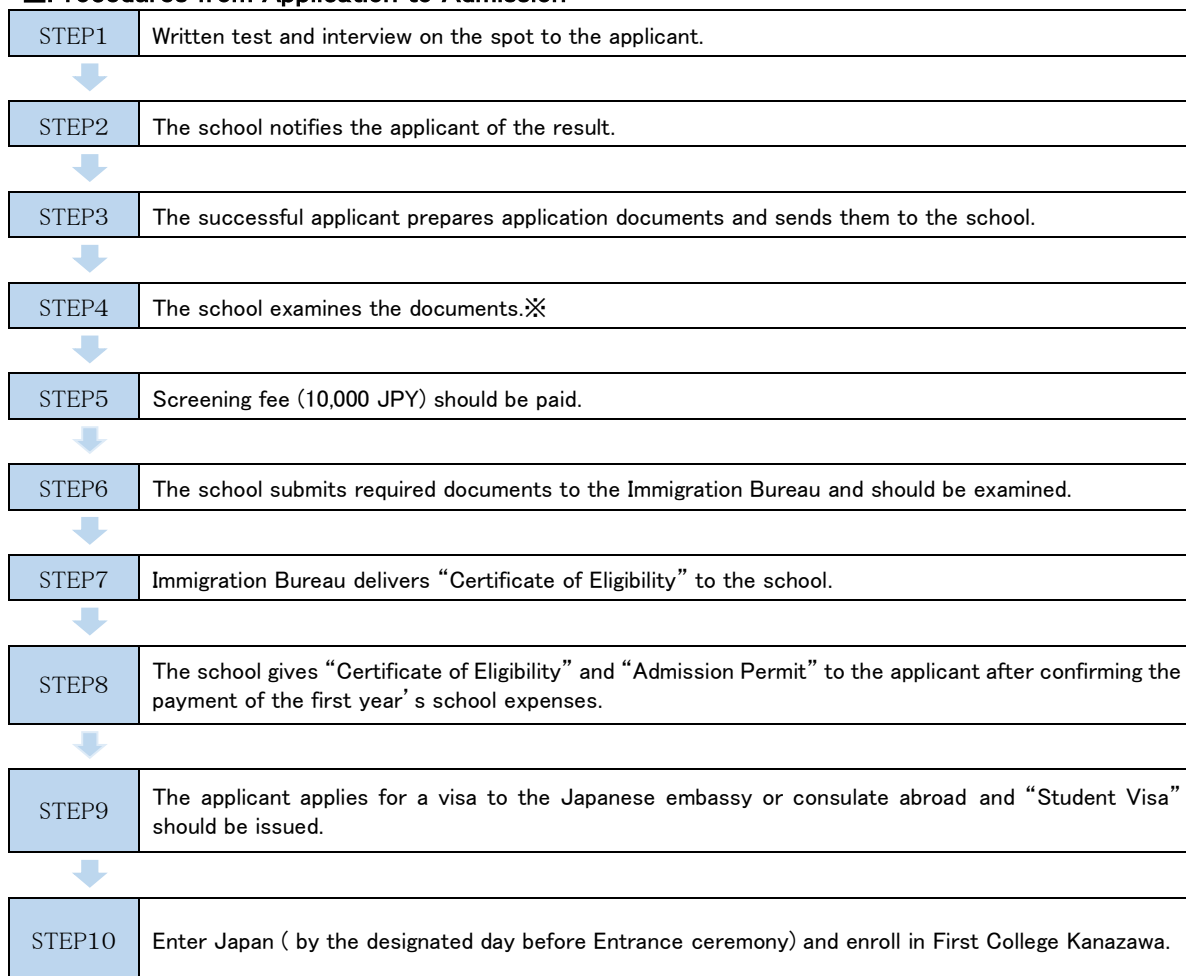 Procedures from Application to Admission
STEP1 Written test and interview on the spot to the applicant.
STEP2 The school notifies the applicant of the result.
STEP3 The successful applicant prepares application documents and sends them to the school.
STEP4 The school examines the documents.※
STEP5 Screening fee (10,000 JPY) should be paid.
STEP6 The school submits required documents to the Immigration Bureau and should be examined.
STEP7 Immigration Bureau delivers “Certificate of Eligibility” to the school.
STEP8 The school gives “Certificate of Eligibility” and “Admission Permit” to the applicant after confirming the
payment of the first year’s school expenses.
STEP9 The applicant applies for a visa to the Japanese embassy or consulate abroad and “Student Visa”
should be issued.
STEP10 Enter Japan ( by the designated day before Entrance ceremony) and enroll in First College Kanazawa.